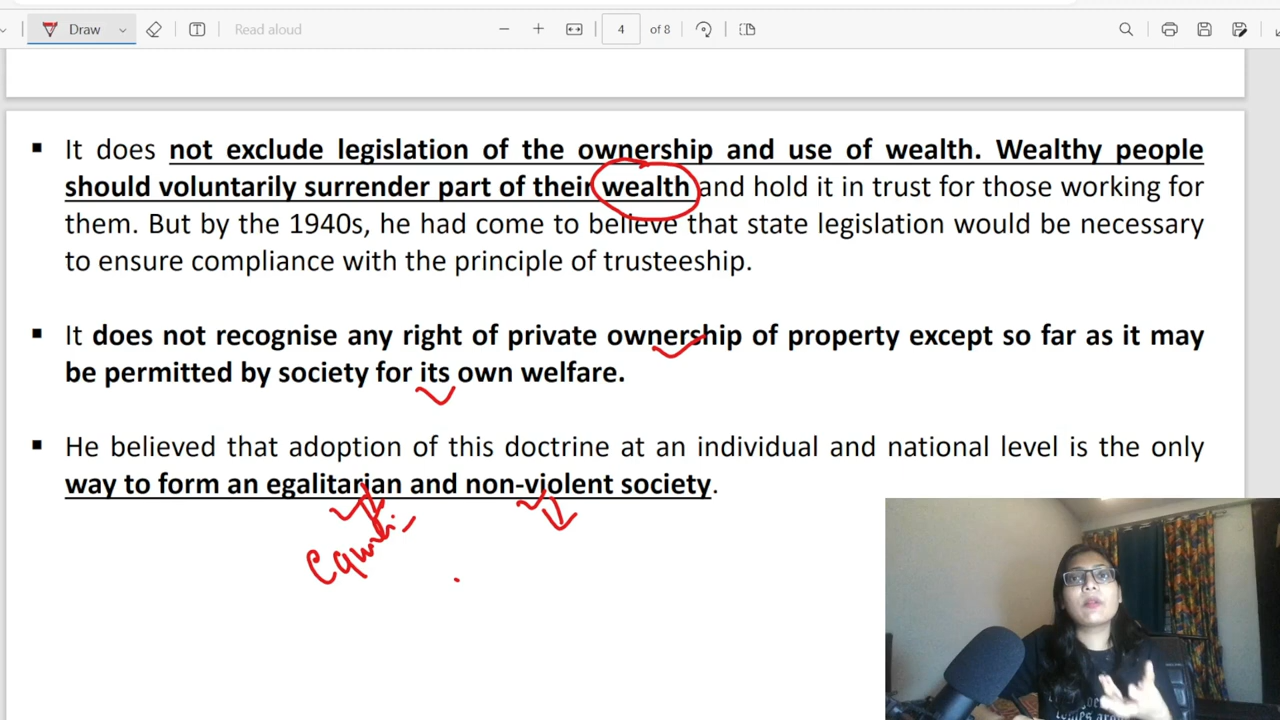 Draw
Read aloud
4
of 8
▪ It does not exclude legislation of the ownership and use of wealth. Wealthy people
should voluntarily surrender part of their wealth and hold it in trust for those working for
them. But by the 1940s, he had come to believe that state legislation would be necessary
to ensure compliance with the principle of trusteeship.
▪ It does not recognise any right of private ownership of property except so far as it may
be permitted by society for its own welfare.
▪ He believed that adoption of this doctrine at an individual and national level is the only
way to form an egalitarian and non-violent society.